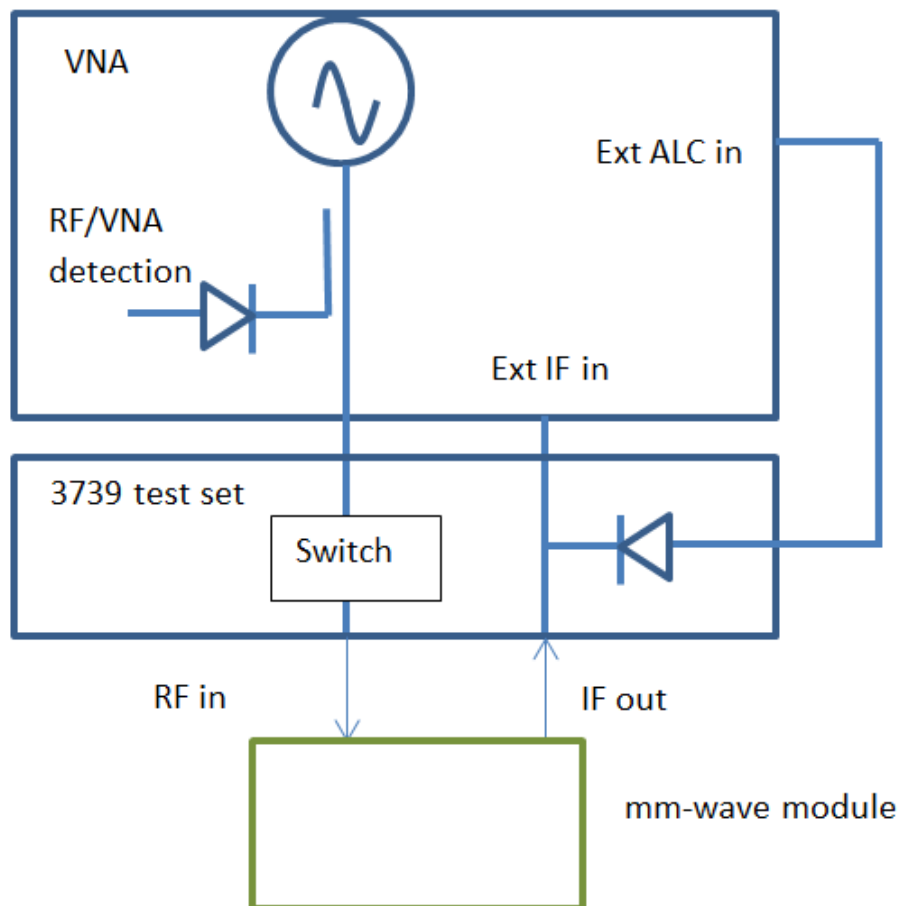 VNA
Ext ALC in
RF/VNA
detection
Ext IF in
3739 test set
Switch
RF in
IF out
mm-wave module